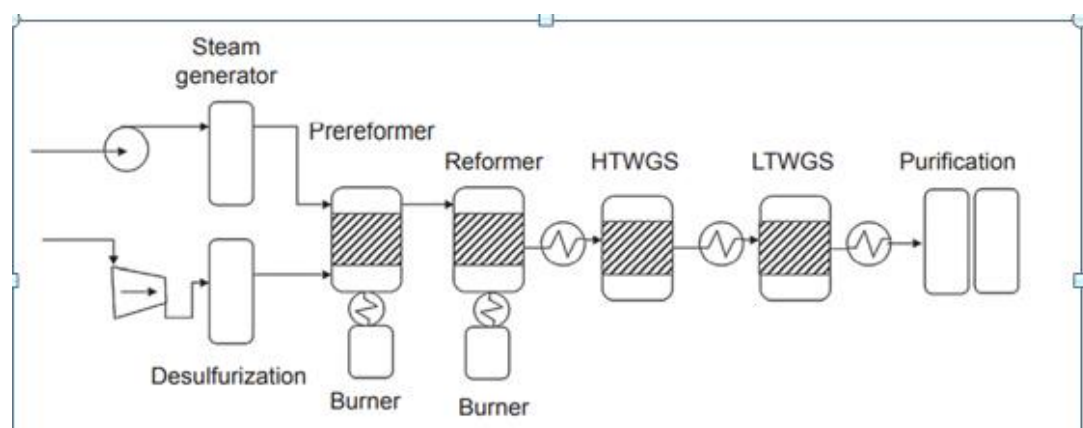 Steam
generator
Prereformer
Reformer
HTWGS
LTWGS
Purification
Desulfurization
Burner
Burner